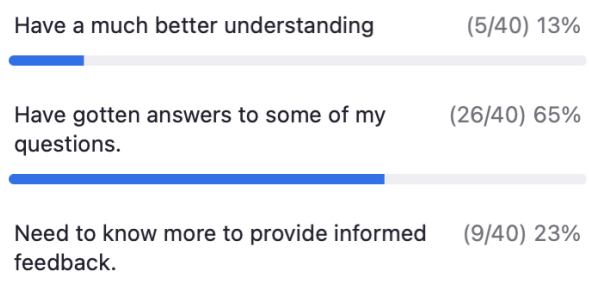 Have a much better understanding (5/40) 13%
Have gotten answers to some of my (26/40) 65%
questions.
Need to know more to provide informed (9/40) 23%
feedback.